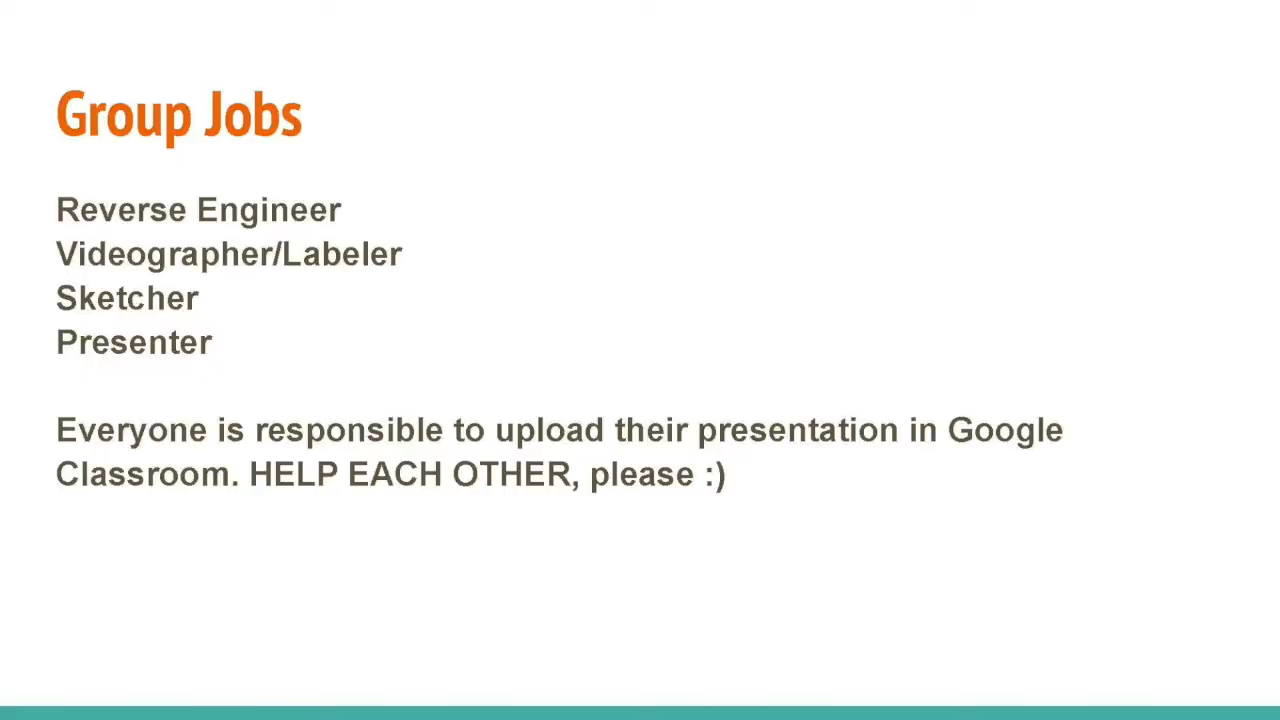 Group Jobs
Reverse Engineer
Videographer/Labeler
Sketcher
Presenter
Everyone is responsible to upload their presentation in Google
Classroom. HELP EACH OTHER, please :)